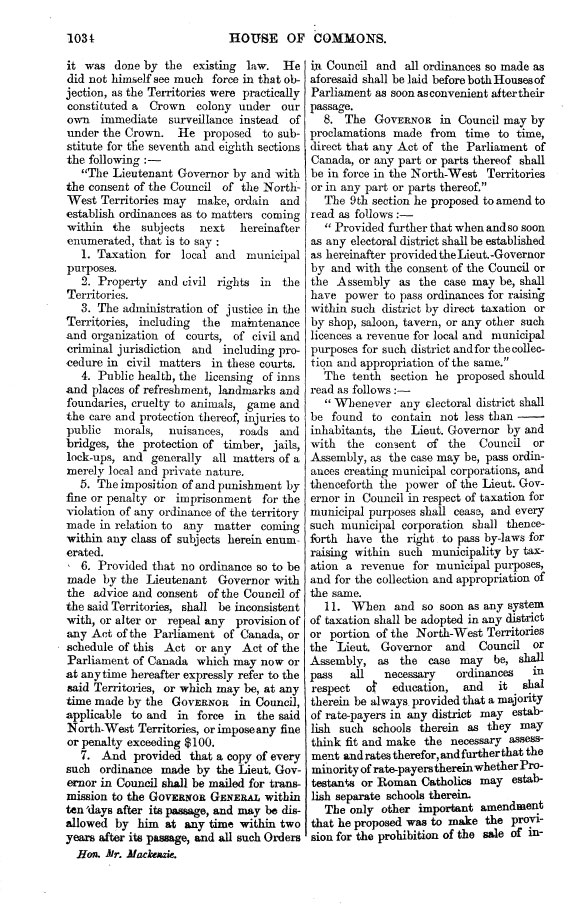 1034
HOUSE OF COMMONS.
it was done by the existing law. He
did not himself see much force in that ob-
jection, as the Territories were practically
constituted a Crown colony under our
own immediate surveillance instead of
under the Crown. He proposed to sub-
stitute for the seventh and eighth sections
the following :—
"The Lieutenant Governor by and with
the consent of the Council of the North-
West Territories may make, ordain and
establish ordinances as to matters coming
within the subjects next hereinafter
enumerated, that is to say :
1. Taxation for local and municipal
purposes.
2. Property and civil rights in the
Territories.
3. The administration of justice in the
Territories, including the maintenance
and organization of courts, of civil and
criminal jurisdiction and including pro-
cedure in civil matters in these courts.
4. Public health, the licensing of inns
and places of refreshment, landmarks and
foundaries, cruelty to animals, game and
the care and protection thereof, injuries to
public morals, nuisances, roads and
bridges, the protection of timber, jails,
lock-ups, and generally all matters of a
merely local and private nature.
5. The imposition of and punishment by
fine or penalty or imprisonment for the
violation of any ordinance of the territory
made in relation to any matter coming
within any class of subjects herein enum-
erated.
6. Provided that no ordinance so to be
made by the Lieutenant Governor with
the advice and consent of the Council of
the said Territories, shall be inconsistent
with, or alter or repeal any provision of
any Act of the Parliament of Canada, or
schedule of this Act or any Act of the
Parliament of Canada which may now or
at any time hereafter expressly refer to the
said Territories, or which may be, at any
time made by the GOVERNOR in Council,
applicable to and in force in the said
North-West Territories, or impose any fine
or penalty exceeding $100.
7. And provided that a copy of every
such ordinance made by the Lieut. Gov-
ernor in Council shall be mailed for trans-
mission to the GOVERNOR GENERAL within
ten days after its passage, and may be dis-
allowed by him at any time within two
years after its passage, and all such Orders
Hon. Mr. Mackenzie.
in Council and all ordinances so made as
aforesaid shall be laid before both Houses of
Parliament as soon as convenient after their
passage.
8. The GOVERNOR in Council may by
proclamations made from time to time,
direct that any Act of the Parliament of
Canada, or any part or parts thereof shall
be in force in the North-West Territories
or in any part or parts thereof."
The 9th section he proposed to amend to
read as follows :—
" Provided further that when and so soon
as any electoral district shall be established
as hereinafter provided the Lieut.-Governor
by and with the consent of the Council or
the Assembly as the case may be, shall
have power to pass ordinances for raising
within such district by direct taxation or
by shop, saloon, tavern, or any other such
licences a revenue for local and municipal
purposes for such district and for the collec-
tion and appropriation of the same."
The tenth section he proposed should
read as follows :—
" Whenever any electoral district shall
be found to contain not less than ——
inhabitants, the Lieut. Governor by and
with the consent of the Council or
Assembly, as the case may be, pass ordin-
ances creating municipal corporations, and
thenceforth the power of the Lieut. Gov-
ernor in Council in respect of taxation for
municipal purposes shall cease, and every
such municipal corporation shall thence-
forth have the right to pass by-laws for
raising within such municipality by tax-
ation a revenue for municipal purposes,
and for the collection and appropriation of
the same.
11. When and so soon as any system
of taxation shall be adopted in any district
or portion of the North-West Territories
the Lieut. Governor and Council or
Assembly, as the case may be, shall
pass all necessary ordinances in
respect of education, and it shal
therein be always provided that a majority
of rate-payers in any district may estab-
lish such schools therein as they may
think fit and make the necessary assess-
ment and rates therefor, and further that the
minority of rate-payers therein whether Pro-
testants or Roman Catholics may estab-
lish separate schools therein.
The only other important amendment
that he proposed was to make the provi-
sion for the prohibition of the sale of in-